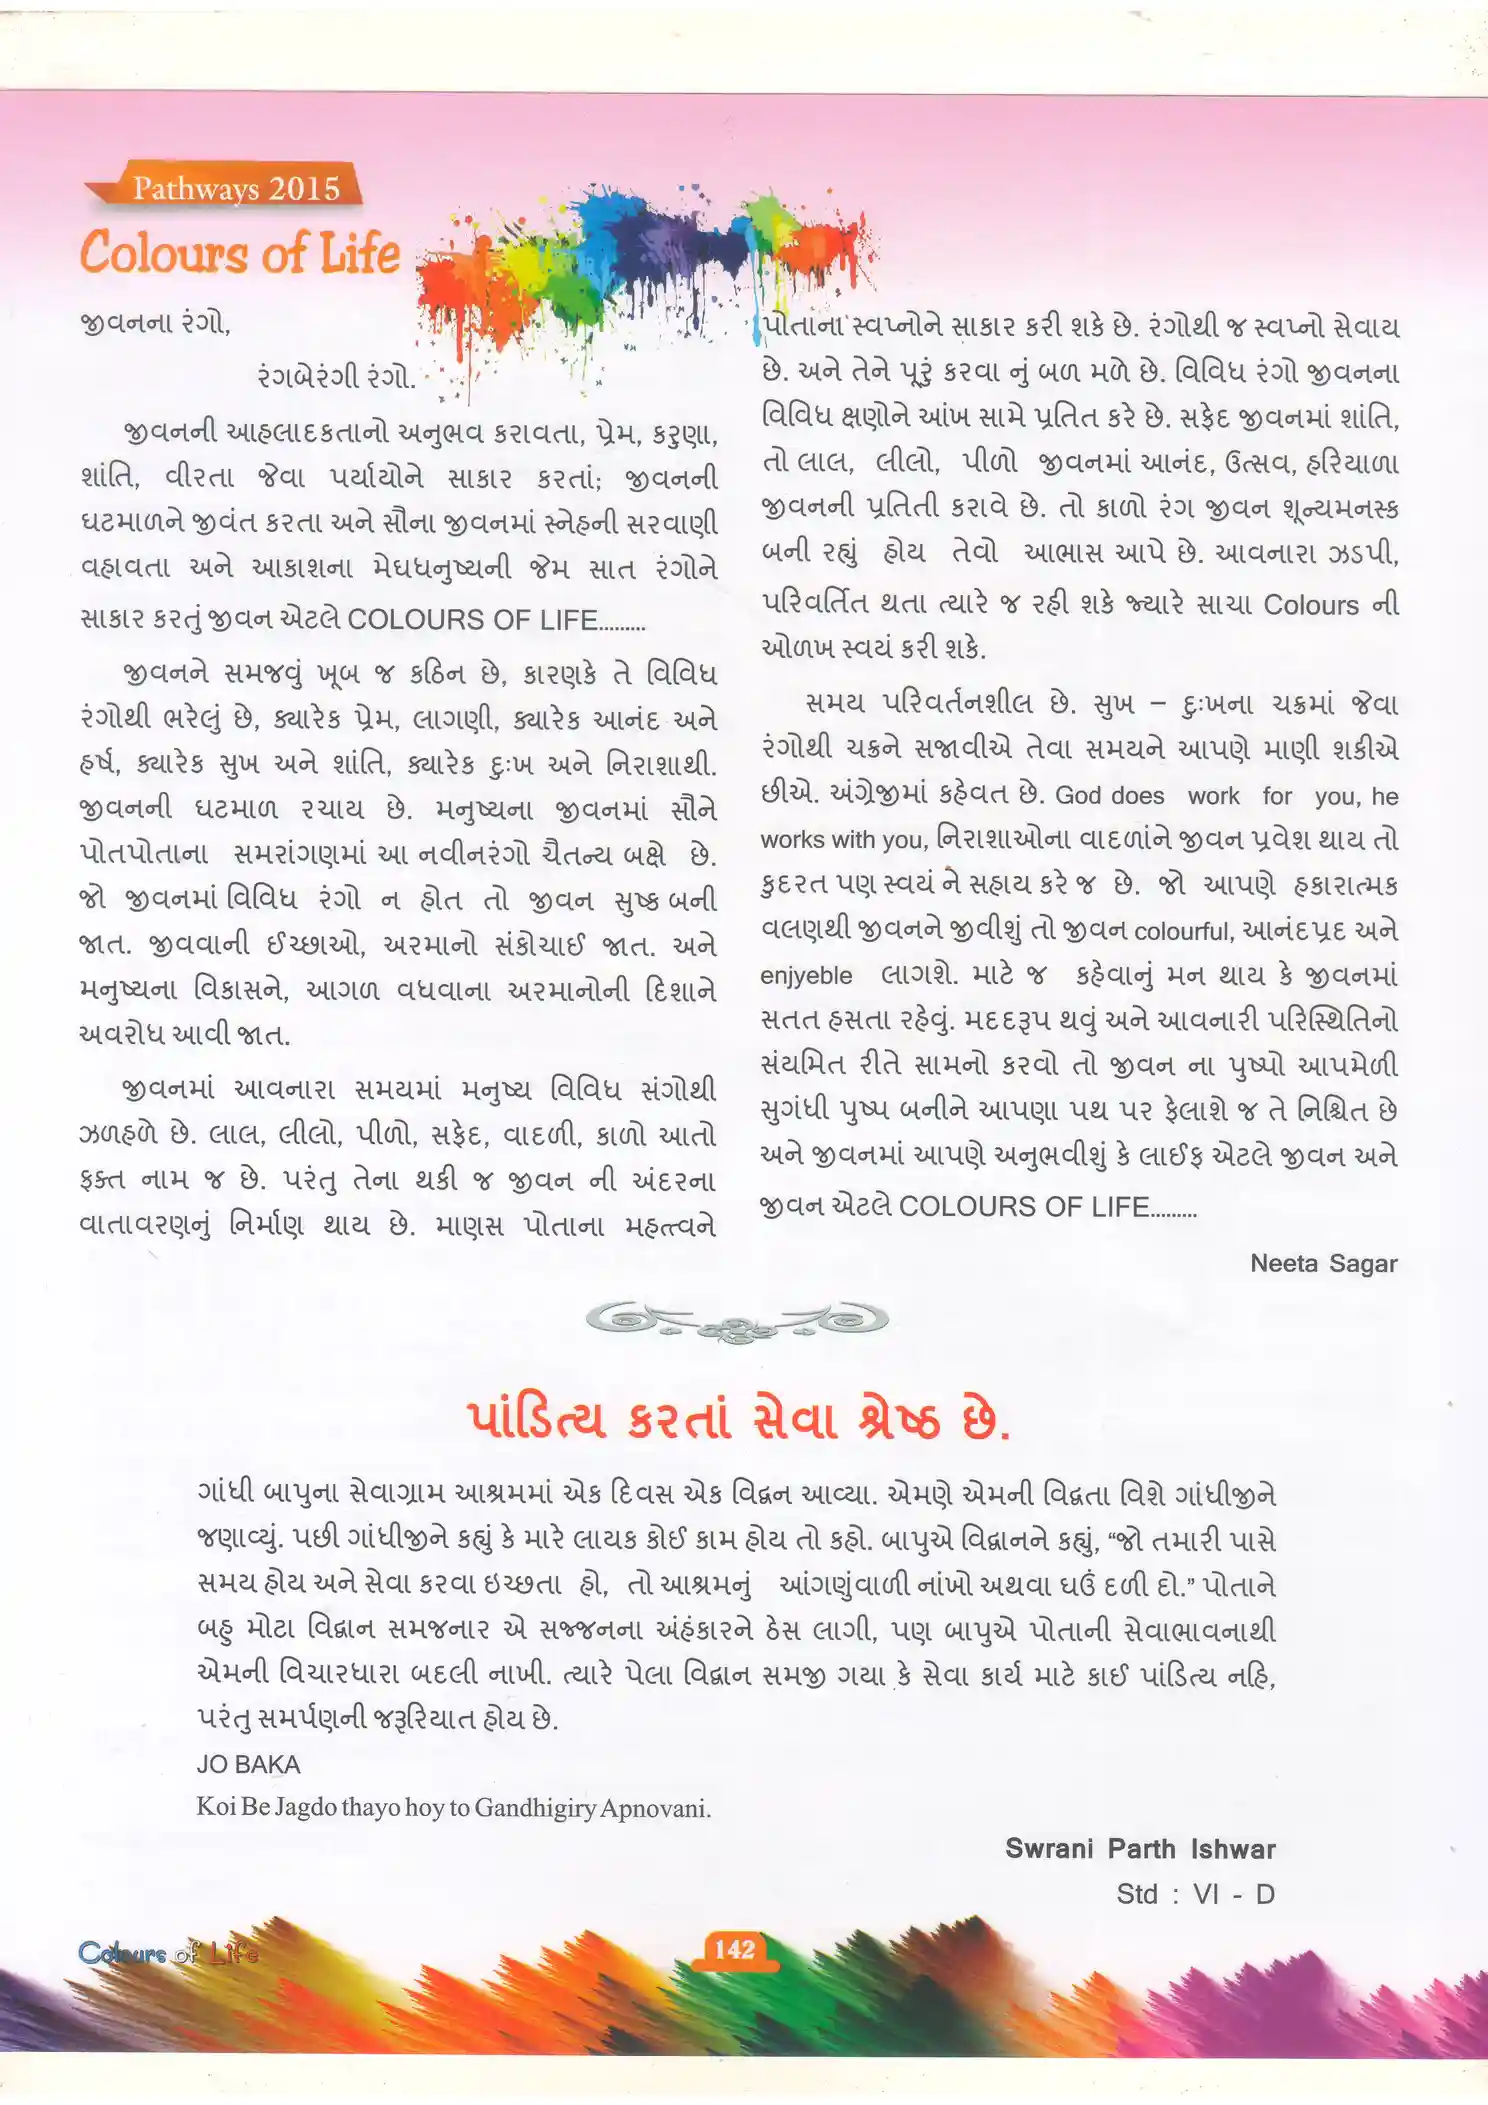 Pathways 2015
Colours of Life
જીવનના રંગો,
રંગબેરંગી રંગો.
જીવનની આહલાદકતાનો અનુભવ કરાવતા, પ્રેમ, કરુણા,
શાંતિ, વીરતા જેવા પર્યાયોને સાકાર કરતાં; જીવનની
ઘટમાળને જીવંત કરતા અને સૌના જીવનમાં સ્નેહની સરવાણી
વહાવતા અને આકાશના મેઘધનુષ્યની જેમ સાત રંગોને
સાકાર કરતું જીવન એટલે COLOURS OF LIFE.........
જીવનને સમજવું ખૂબ જ કઠિન છે, કારણકે તે વિવિધ
રંગોથી ભરેલું છે, ક્યારેક પ્રેમ, લાગણી, ક્યારેક આનંદ અને
હર્ષ, ક્યારેક સુખ અને શાંતિ, ક્યારેક દુઃખ અને નિરાશાથી.
જીવનની ઘટમાળ રચાય છે. મનુષ્યના જીવનમાં સૌને
પોતપોતાના સમરાંગણમાં આ નવીનરંગો ચૈતન્ય બક્ષે છે.
જો જીવનમાં વિવિધ રંગો ન હોત તો જીવન સુષ્ક બની
જાત. જીવવાની ઈચ્છાઓ, અરમાનો સંકોચાઈ જાત. અને
મનુષ્યના વિકાસને, આગળ વધવાના અરમાનોની દિશાને
અવરોધ આવી જાત.
જીવનમાં આવનારા સમયમાં મનુષ્ય વિવિધ સંગોથી
ઝળહળે છે. લાલ, લીલો, પીળો, સફેદ, વાદળી, કાળો આતો
ફક્ત નામ જ છે. પરંતુ તેના થકી જ જીવન ની અંદરના
વાતાવરણનું નિર્માણ થાય છે. માણસ પોતાના મહત્ત્વને
પોતાના સ્વપ્નોને સાકાર કરી શકે છે. રંગોથી જ સ્વપ્નો સેવાય
છે. અને તેને પૂરું કરવા નું બળ મળે છે. વિવિધ રંગો જીવનના
વિવિધ ક્ષણોને આંખ સામે પ્રતિત કરે છે. સફેદ જીવનમાં શાંતિ,
તો લાલ, લીલો, પીળો જીવનમાં આનંદ, ઉત્સવ, હરિયાળા
જીવનની પ્રતિતી કરાવે છે. તો કાળો રંગ જીવન શૂન્યમનસ્ક
બની રહ્યું હોય તેવો આભાસ આપે છે. આવનારા ઝડપી,
પરિવર્તિત થતા ત્યારે જ રહી શકે જ્યારે સાચા Colours ની
ઓળખ સ્વયં કરી શકે.
સમય પરિવર્તનશીલ છે. સુખ – દુઃખના ચક્રમાં જેવા
રંગોથી ચક્રને સજાવીએ તેવા સમયને આપણે માણી શકીએ
છીએ. અંગ્રેજીમાં કહેવત છે. God does work for you, he
works with you, નિરાશાઓના વાદળાંને જીવન પ્રવેશ થાય તો
કુદરત પણ સ્વયં ને સહાય કરે જ છે. જો આપણે હકારાત્મક
વલણથી જીવનને જીવીશું તો જીવન colourful, આનંદપ્રદ અને
enjyeble લાગશે. માટે જ કહેવાનું મન થાય કે જીવનમાં
સતત હસતા રહેવું. મદદરૂપ થવું અને આવનારી પરિસ્થિતિનો
સંયમિત રીતે સામનો કરવો તો જીવન ના પુષ્પો આપમેળી
સુગંધી પુષ્પ બનીને આપણા પથ પર ફેલાશે જ તે નિશ્ચિત છે
અને જીવનમાં આપણે અનુભવીશું કે લાઈફ એટલે જીવન અને
જીવન એટલે COLOURS OF LIFE.........
Neeta Sagar
પાંડિત્ય કરતાં સેવા શ્રેષ્ઠ છે.
ગાંધી બાપુના સેવાગ્રામ આશ્રમમાં એક દિવસ એક વિદ્વન આવ્યા. એમણે એમની વિદ્વતા વિશે ગાંધીજીને
જણાવ્યું. પછી ગાંધીજીને કહ્યું કે મારે લાયક કોઈ કામ હોય તો કહો. બાપુએ વિદ્વાનને કહ્યું, “જો તમારી પાસે
સમય હોય અને સેવા કરવા ઇચ્છતા હો, તો આશ્રમનું આંગણુંવાળી નાંખો અથવા ઘઉં દળી દો.” પોતાને
બહુ મોટા વિદ્વાન સમજનાર એ સજ્જનના અંહંકારને ઠેસ લાગી, પણ બાપુએ પોતાની સેવાભાવનાથી
એમની વિચારધારા બદલી નાખી. ત્યારે પેલા વિદ્વાન સમજી ગયા કે સેવા કાર્ય માટે કાઈ પાંડિત્ય નહિ,
પરંતુ સમર્પણની જરૂરિયાત હોય છે.
JO BAKA
Koi Be Jagdo thayo hoy to Gandhigiry Apnovani.
Swrani Parth Ishwar
Std : VI - D
Colours of Life
142